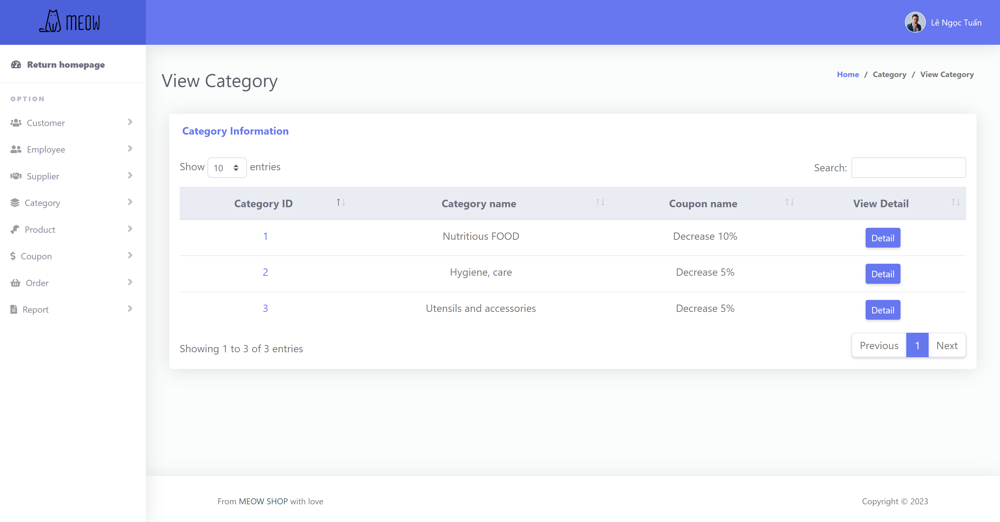 MEOW
Lê Ngọc Tuấn
Return homepage
OPTION
Customer
Employee
Supplier
Category
Product
Coupon
Order
Report
View Category
Home / Category / View Category
Category Information
Show 10 entries
Search:
Category ID Category name Coupon name View Detail
1 Nutritious FOOD Decrease 10% Detail
2 Hygiene, care Decrease 5% Detail
3 Utensils and accessories Decrease 5% Detail
Showing 1 to 3 of 3 entries
Previous 1 Next
From MEOW SHOP with love
Copyright © 2023